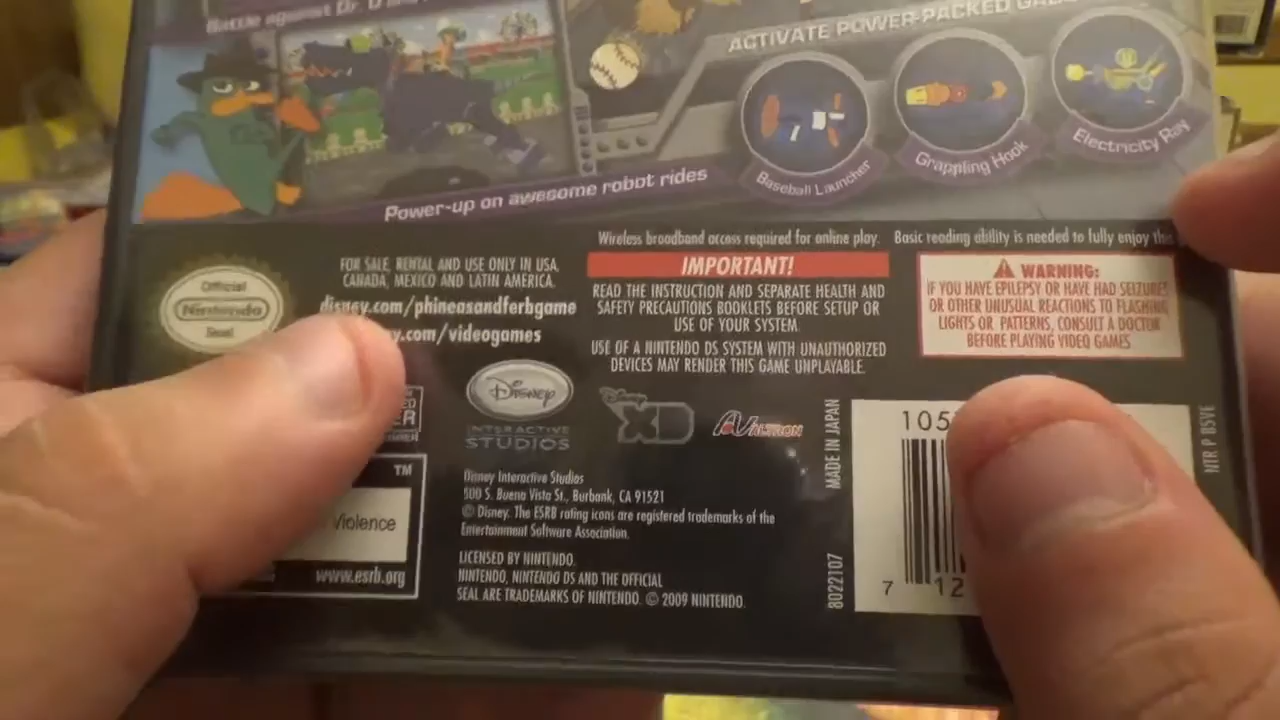 Battle against Dr. D
ACTIVATE POWER-PACKED
Power-up on awesome robot rides
Baseball Launcher
Grappling Hook
Electricity Ray
Wireless broadband access required for online play. Basic reading ability is needed to fully enjoy this
Official
Nintendo
Seal
FOR SALE, RENTAL AND USE ONLY IN USA,
CANADA, MEXICO AND LATIN AMERICA.
disney.com/phineasandferbgame
y.com/videogames
IMPORTANT!
READ THE INSTRUCTION AND SEPARATE HEALTH AND
SAFETY PRECAUTIONS BOOKLETS BEFORE SETUP OR
USE OF YOUR SYSTEM.
USE OF A NINTENDO DS SYSTEM WITH UNAUTHORIZED
DEVICES MAY RENDER THIS GAME UNPLAYABLE.
WARNING:
IF YOU HAVE EPILEPSY OR HAVE HAD SEIZURES
OR OTHER UNUSUAL REACTIONS TO FLASHING
LIGHTS OR PATTERNS, CONSULT A DOCTOR
BEFORE PLAYING VIDEO GAMES
Disney
INTERACTIVE
STUDIOS
Disney
XD
ALTRON
TM
Violence
www.esrb.org
Disney Interactive Studios
500 S. Buena Vista St., Burbank, CA 91521
© Disney. The ESRB rating icons are registered trademarks of the
Entertainment Software Association.
LICENSED BY NINTENDO.
NINTENDO, NINTENDO DS AND THE OFFICIAL
SEAL ARE TRADEMARKS OF NINTENDO. © 2009 NINTENDO.
MADE IN JAPAN
8022107
105
7 12
NTR P BSVE